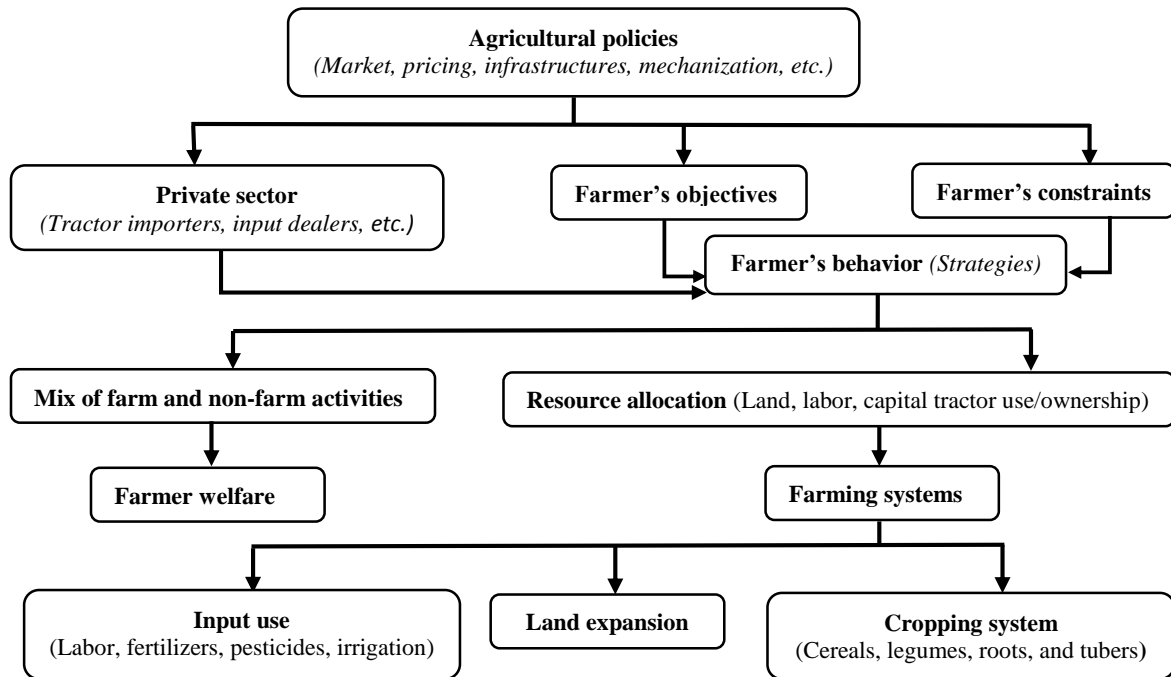 Agricultural policies
(Market, pricing, infrastructures, mechanization, etc.)
Private sector
(Tractor importers, input dealers, etc.)
Farmer’s objectives
Farmer’s constraints
Farmer’s behavior (Strategies)
Mix of farm and non-farm activities
Resource allocation (Land, labor, capital tractor use/ownership)
Farmer welfare
Farming systems
Input use
(Labor, fertilizers, pesticides, irrigation)
Land expansion
Cropping system
(Cereals, legumes, roots, and tubers)